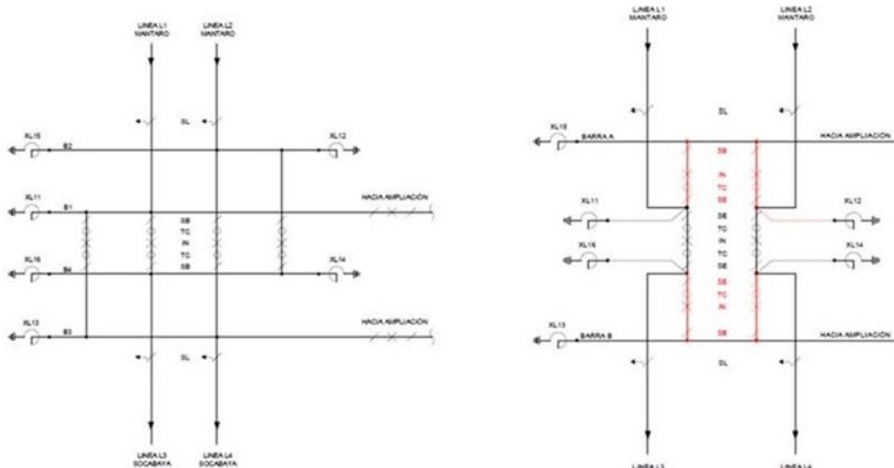 LINEA L1
MANTARO
LINEA L2
MANTARO
SL
XL15
B2
XL12
XL11
B1
HACIA AMPLIACIÓN
SB
TC
IN
TC
SB
XL16
B4
XL14
HACIA AMPLIACIÓN
XL13
B3
SL
LINEA L3
SOCABAYA
LINEA L4
SOCABAYA
LINEA L1
MANTARO
LINEA L2
MANTARO
SL
XL15
BARRA A
HACIA AMPLIACIÓN
SB
IN
TC
SE
XL11
XL12
SE
TC
IN
TC
SE
XL16
XL14
SE
TC
IN
SB
XL13
BARRA B
HACIA AMPLIACIÓN
SL
LINEA L3
LINEA L4